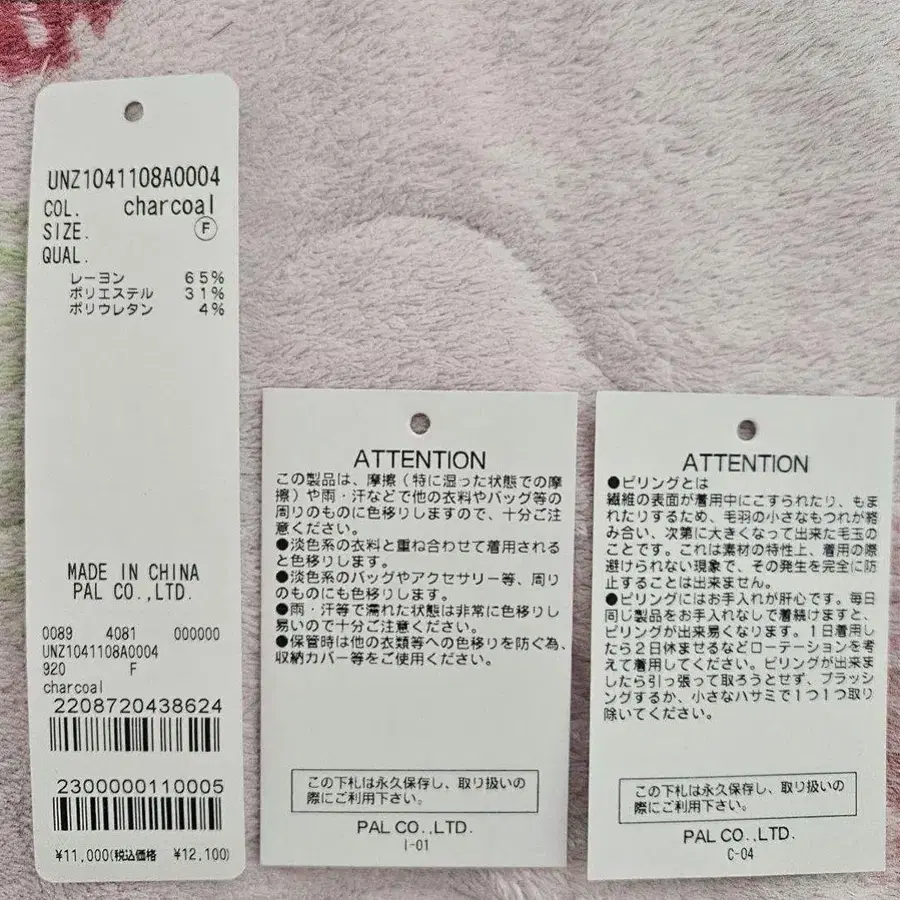 UNZ1041108A0004
COL. charcoal
SIZE. F
QUAL.
レーヨン 65%
ポリエステル 31%
ポリウレタン 4%
MADE IN CHINA
PAL CO.,LTD.
0089 4081 000000
UNZ1041108A0004
920 F
charcoal
2208720438624
2300000110005
¥11,000(税込価格 ¥12,100)
ATTENTION
この製品は、摩擦(特に湿った状態での摩
擦)や雨・汗などで他の衣料やバッグ等の
周りのものに色移りしますので、十分ご注
意ください。
●淡色系の衣料と重ね合わせて着用される
と色移りします。
●淡色系のバッグやアクセサリー等、周り
のものにも色移りします。
●雨・汗等で濡れた状態は非常に色移りし
易いので十分ご注意ください。
●保管時は他の衣類等への色移りを防ぐ為、
収納カバー等をご使用ください。
この下札は永久保存し、取り扱いの
際にご利用下さい。
PAL CO.,LTD.
I-01
ATTENTION
●ピリングとは
繊維の表面が着用中にこすられたり、もま
れたりするため、毛羽の小さなもつれが絡
み合い、次第に大きくなって出来た毛玉の
ことです。これは素材の特性上、着用の際
避けられない現象で、その発生を完全に防
止することは出来ません。
●ピリングにはお手入れが肝心です。毎日
同じ製品をお手入れなしで着続けますと、
ピリングが出来易くなります。1日着用し
たら2日休ませるなどローテーションを考
えて着用してください。ピリングが出来ま
したら引っ張って取ろうとせず、ブラッシ
ングするか、小さなハサミで1つ1つ取り
除いてください。
この下札は永久保存し、取り扱いの
際にご利用下さい。
PAL CO.,LTD.
C-04